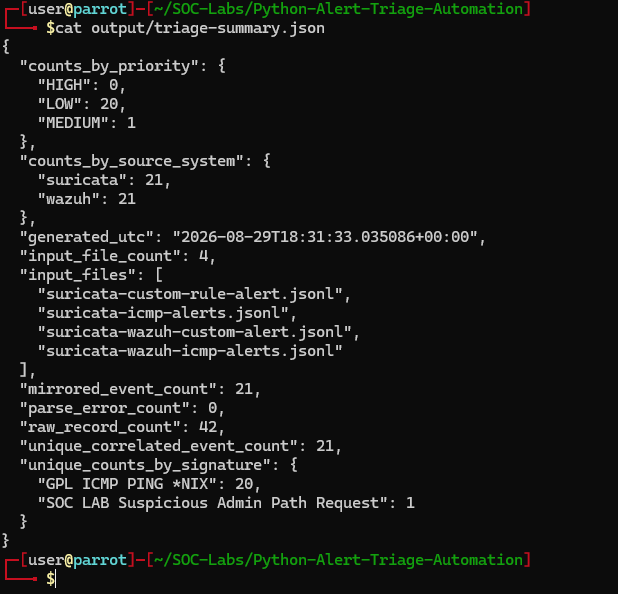 ┌─[user@parrot]─[~/SOC-Labs/Python-Alert-Triage-Automation]
└──╼ $cat output/triage-summary.json
{
  "counts_by_priority": {
    "HIGH": 0,
    "LOW": 20,
    "MEDIUM": 1
  },
  "counts_by_source_system": {
    "suricata": 21,
    "wazuh": 21
  },
  "generated_utc": "2026-08-29T18:31:33.035086+00:00",
  "input_file_count": 4,
  "input_files": [
    "suricata-custom-rule-alert.jsonl",
    "suricata-icmp-alerts.jsonl",
    "suricata-wazuh-custom-alert.jsonl",
    "suricata-wazuh-icmp-alerts.jsonl"
  ],
  "mirrored_event_count": 21,
  "parse_error_count": 0,
  "raw_record_count": 42,
  "unique_correlated_event_count": 21,
  "unique_counts_by_signature": {
    "GPL ICMP PING *NIX": 20,
    "SOC LAB Suspicious Admin Path Request": 1
  }
}
┌─[user@parrot]─[~/SOC-Labs/Python-Alert-Triage-Automation]
└──╼ $